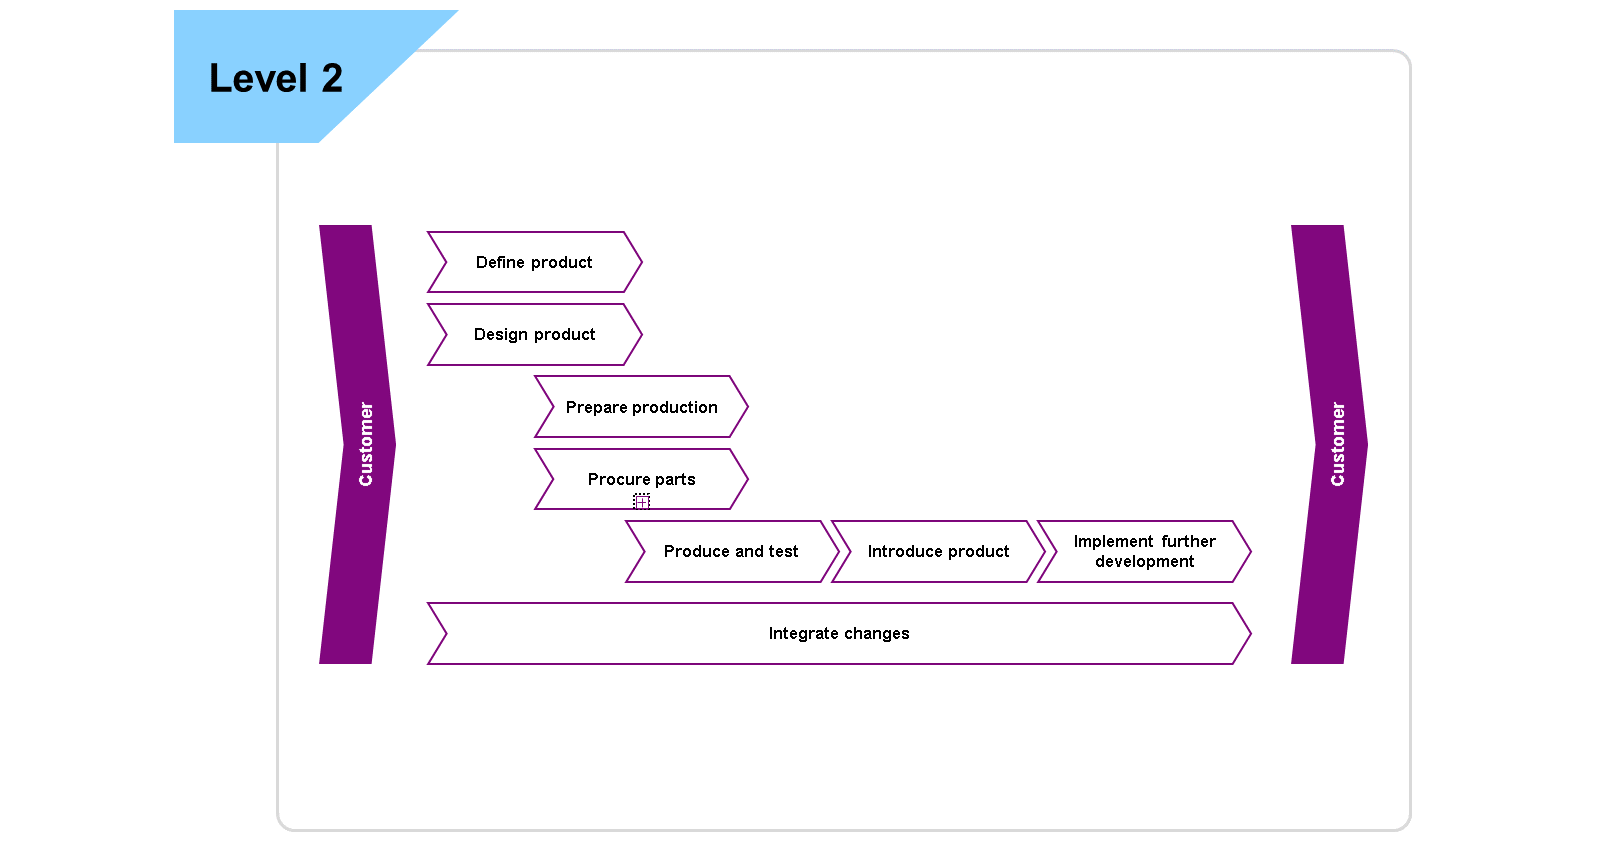 Level 2
Customer
Define product
Design product
Prepare production
Procure parts
Produce and test
Introduce product
Implement further
development
Integrate changes
Customer